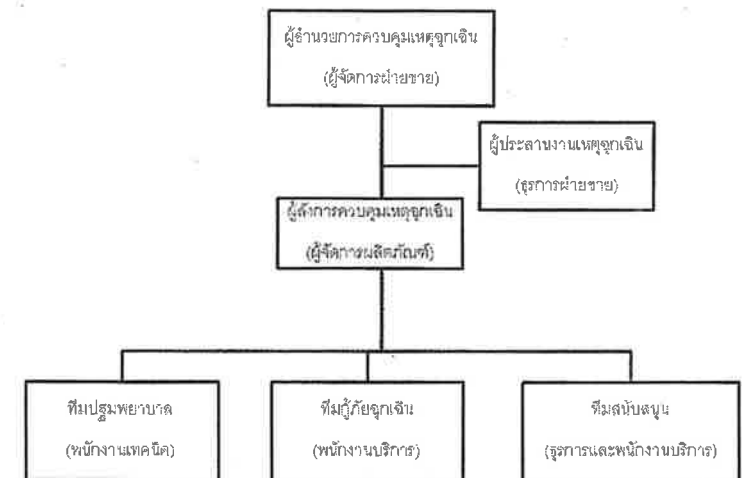 ผู้อำนวยการควบคุมเหตุฉุกเฉิน
(ผู้จัดการฝ่ายขาย)
ผู้ประสานงานเหตุฉุกเฉิน
(ธุรการฝ่ายขาย)
ผู้สั่งการควบคุมเหตุฉุกเฉิน
(ผู้จัดการผลิตภัณฑ์)
ทีมปฐมพยาบาล
(พนักงานเทคนิค)
ทีมกู้ภัยฉุกเฉิน
(พนักงานบริการ)
ทีมสนับสนุน
(ธุรการและพนักงานบริการ)